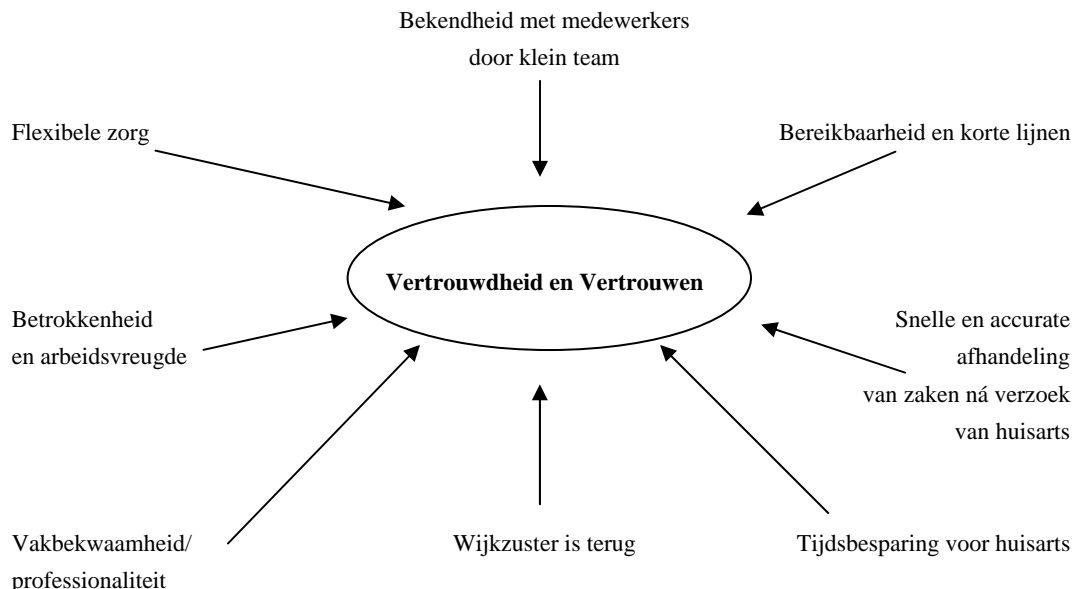 Bekendheid met medewerkers
door klein team
Flexibele zorg
Bereikbaarheid en korte lijnen
Vertrouwdheid en Vertrouwen
Betrokkenheid
en arbeidsvreugde
Snelle en accurate
afhandeling
van zaken ná verzoek
van huisarts
Vakbekwaamheid/
professionaliteit
Wijkzuster is terug
Tijdsbesparing voor huisarts